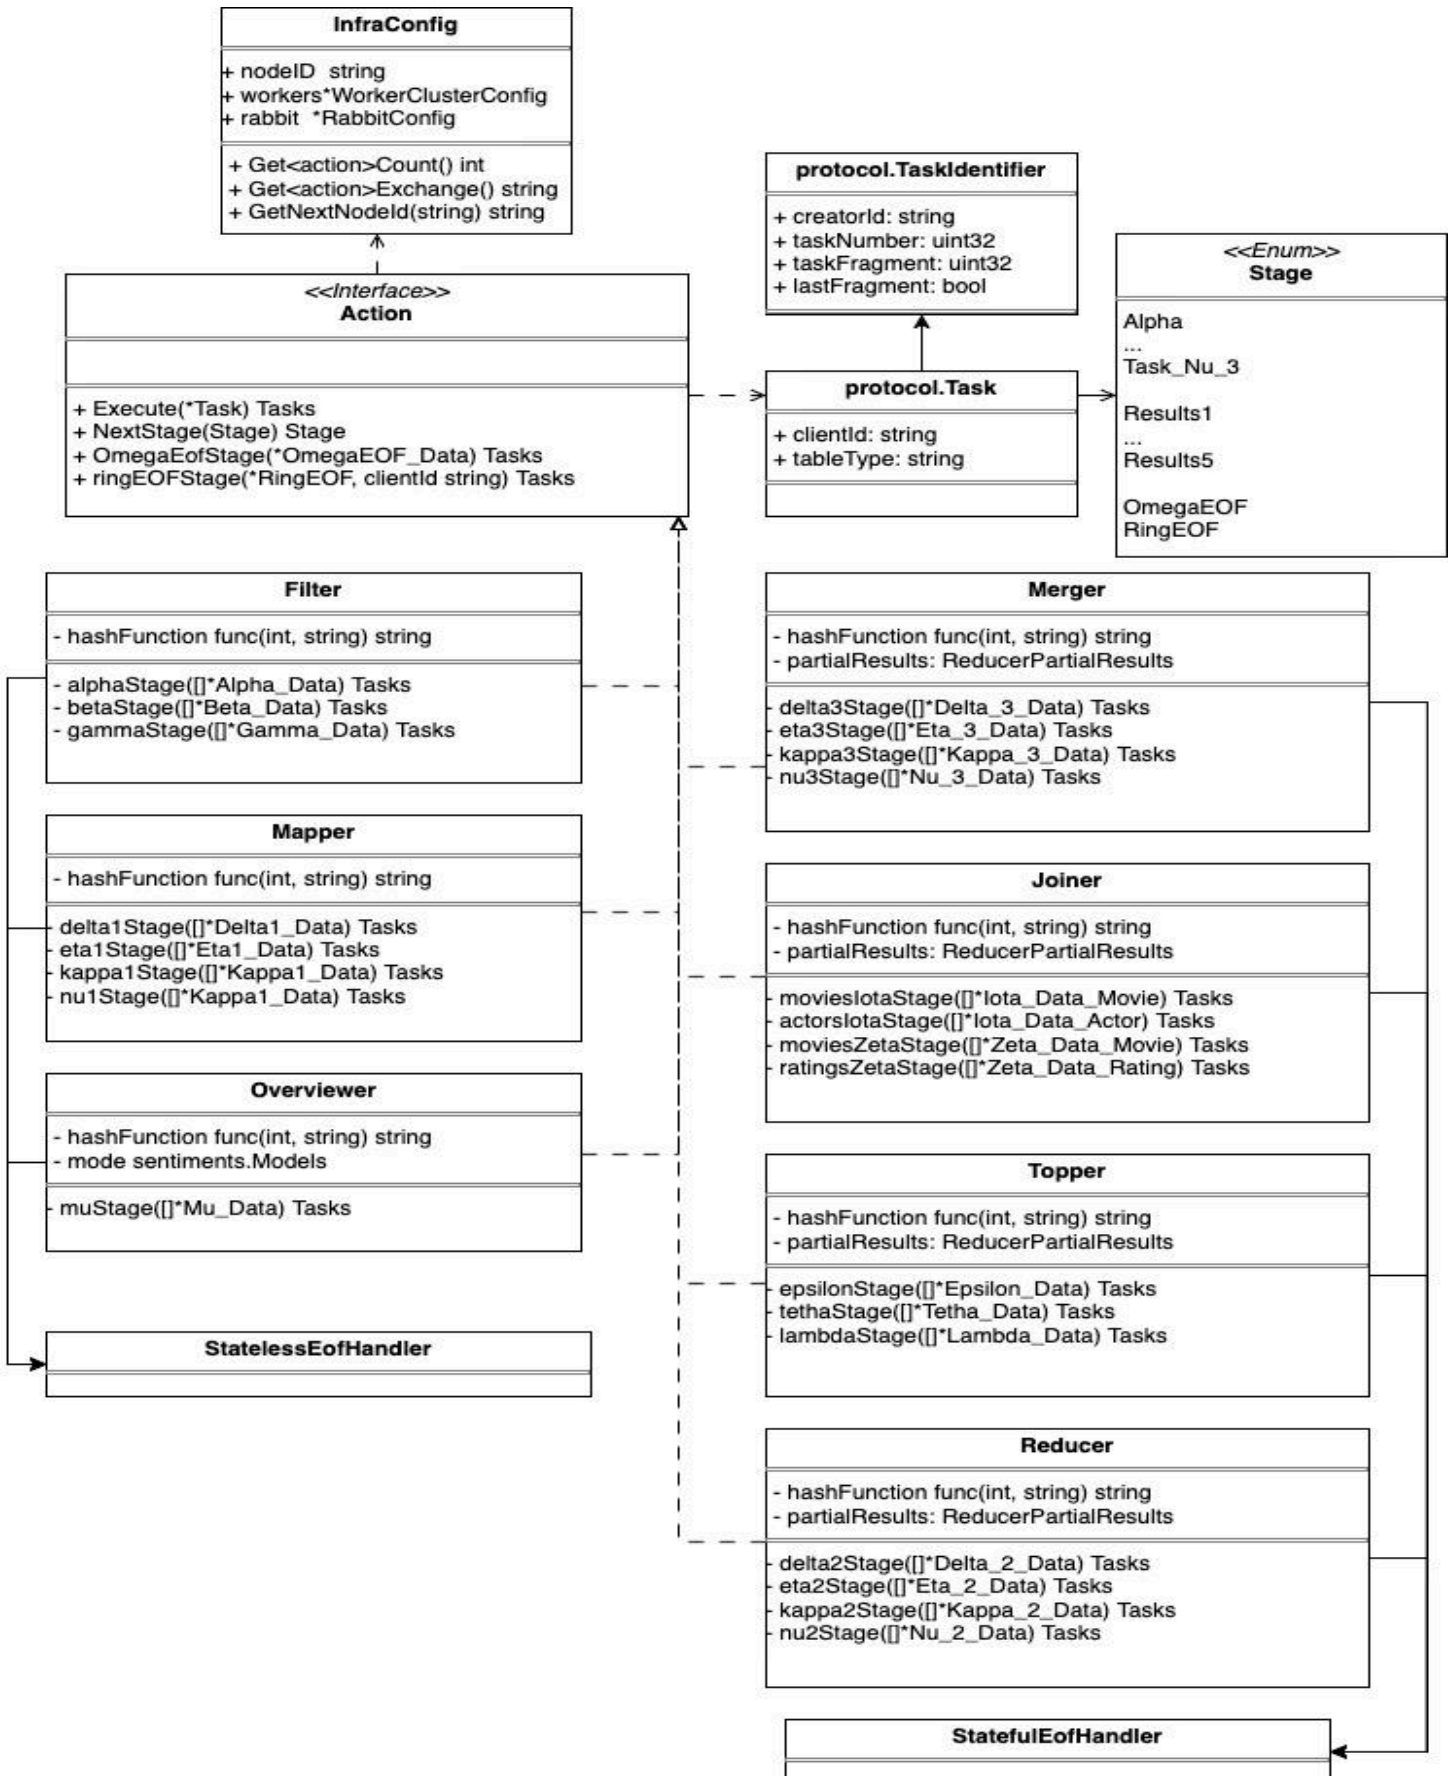 InfraConfig
+ nodeID string
+ workers*WorkerClusterConfig
+ rabbit *RabbitConfig
+ Get<action>Count() int
+ Get<action>Exchange() string
+ GetNextNodeId(string) string
<<Interface>>
Action
+ Execute(*Task) Tasks
+ NextStage(Stage) Stage
+ OmegaEofStage(*OmegaEOF_Data) Tasks
+ ringEOFStage(*RingEOF, clientId string) Tasks
protocol.TaskIdentifier
+ creatorId: string
+ taskNumber: uint32
+ taskFragment: uint32
+ lastFragment: bool
protocol.Task
+ clientId: string
+ tableType: string
<<Enum>>
Stage
Alpha
...
Task_Nu_3
Results1
...
Results5
OmegaEOF
RingEOF
Filter
- hashFunction func(int, string) string
- alphaStage([]*Alpha_Data) Tasks
- betaStage([]*Beta_Data) Tasks
- gammaStage([]*Gamma_Data) Tasks
Mapper
- hashFunction func(int, string) string
- delta1Stage([]*Delta1_Data) Tasks
- eta1Stage([]*Eta1_Data) Tasks
- kappa1Stage([]*Kappa1_Data) Tasks
- nu1Stage([]*Kappa1_Data) Tasks
Overviewer
- hashFunction func(int, string) string
- mode sentiments.Models
- muStage([]*Mu_Data) Tasks
StatelessEofHandler
Merger
- hashFunction func(int, string) string
- partialResults: ReducerPartialResults
- delta3Stage([]*Delta_3_Data) Tasks
- eta3Stage([]*Eta_3_Data) Tasks
- kappa3Stage([]*Kappa_3_Data) Tasks
- nu3Stage([]*Nu_3_Data) Tasks
Joiner
- hashFunction func(int, string) string
- partialResults: ReducerPartialResults
- moviesIotaStage([]*Iota_Data_Movie) Tasks
- actorsIotaStage([]*Iota_Data_Actor) Tasks
- moviesZetaStage([]*Zeta_Data_Movie) Tasks
- ratingsZetaStage([]*Zeta_Data_Rating) Tasks
Topper
- hashFunction func(int, string) string
- partialResults: ReducerPartialResults
- epsilonStage([]*Epsilon_Data) Tasks
- tethaStage([]*Tetha_Data) Tasks
- lambdaStage([]*Lambda_Data) Tasks
Reducer
- hashFunction func(int, string) string
- partialResults: ReducerPartialResults
- delta2Stage([]*Delta_2_Data) Tasks
- eta2Stage([]*Eta_2_Data) Tasks
- kappa2Stage([]*Kappa_2_Data) Tasks
- nu2Stage([]*Nu_2_Data) Tasks
StatefulEofHandler